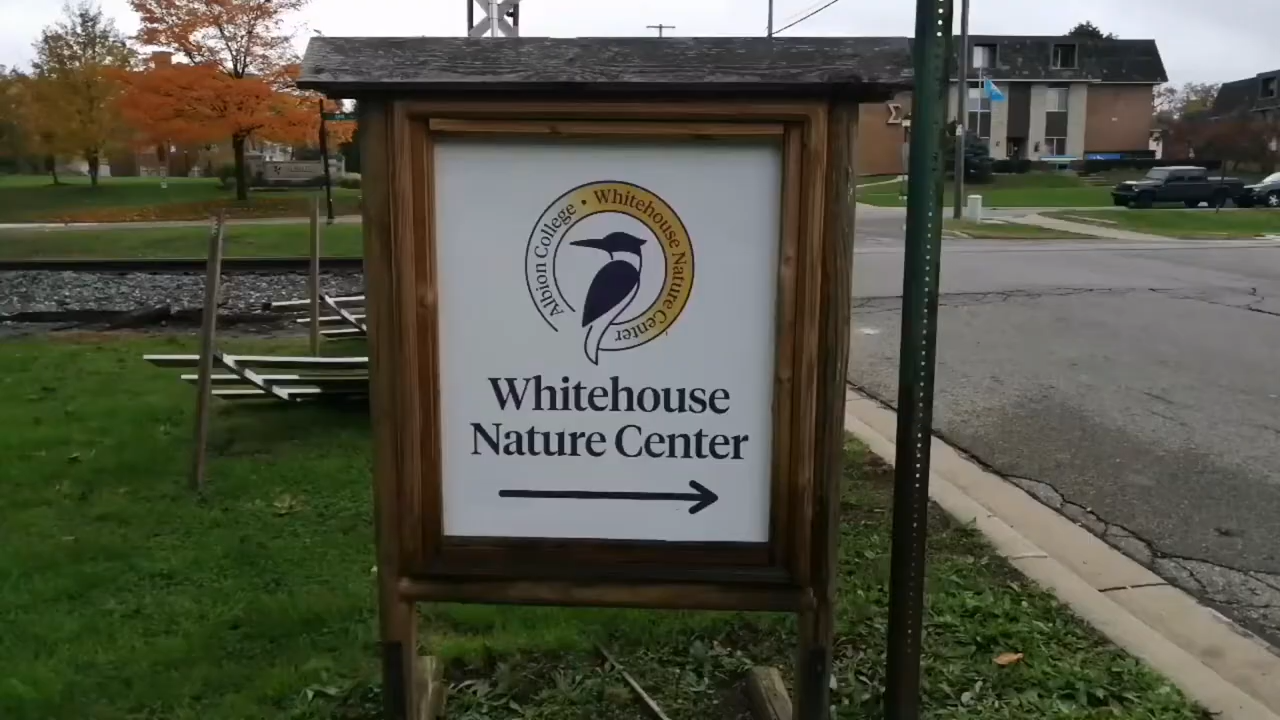 Albion College • Whitehouse Nature Center
Whitehouse
Nature Center
Σ